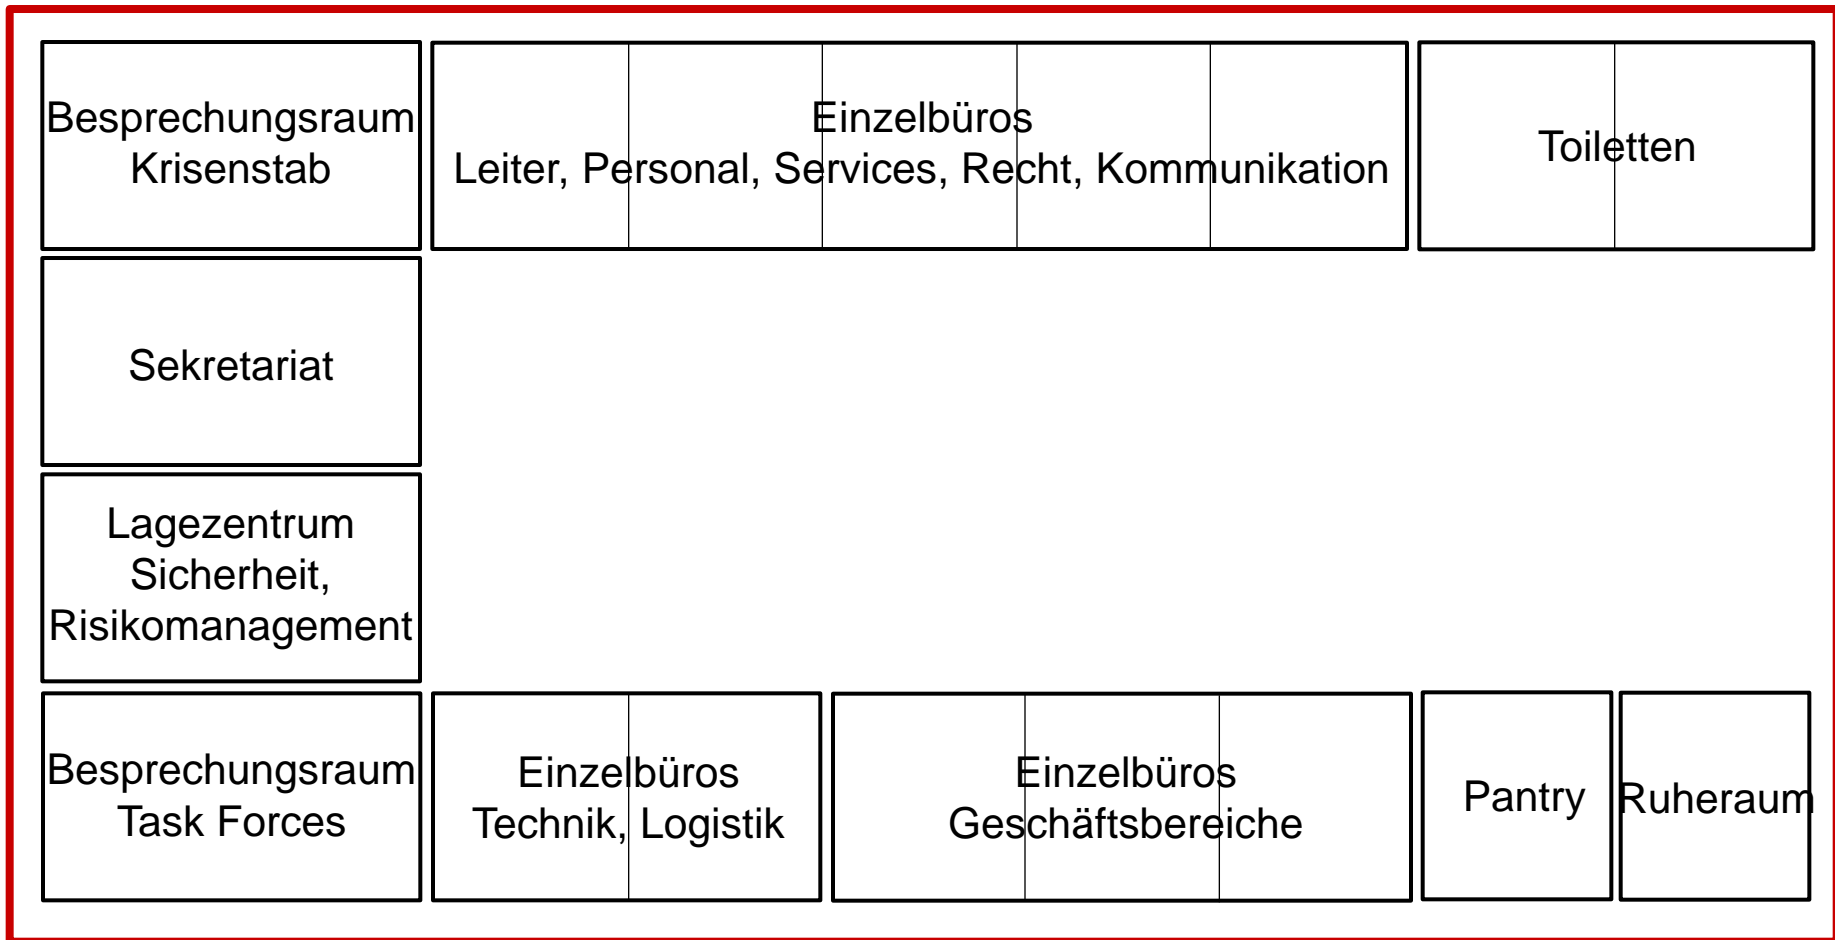 Besprechungsraum
Krisenstab
Einzelbüros
Leiter, Personal, Services, Recht, Kommunikation
Toiletten
Sekretariat
Lagezentrum
Sicherheit,
Risikomanagement
Besprechungsraum
Task Forces
Einzelbüros
Technik, Logistik
Einzelbüros
Geschäftsbereiche
Pantry
Ruheraum